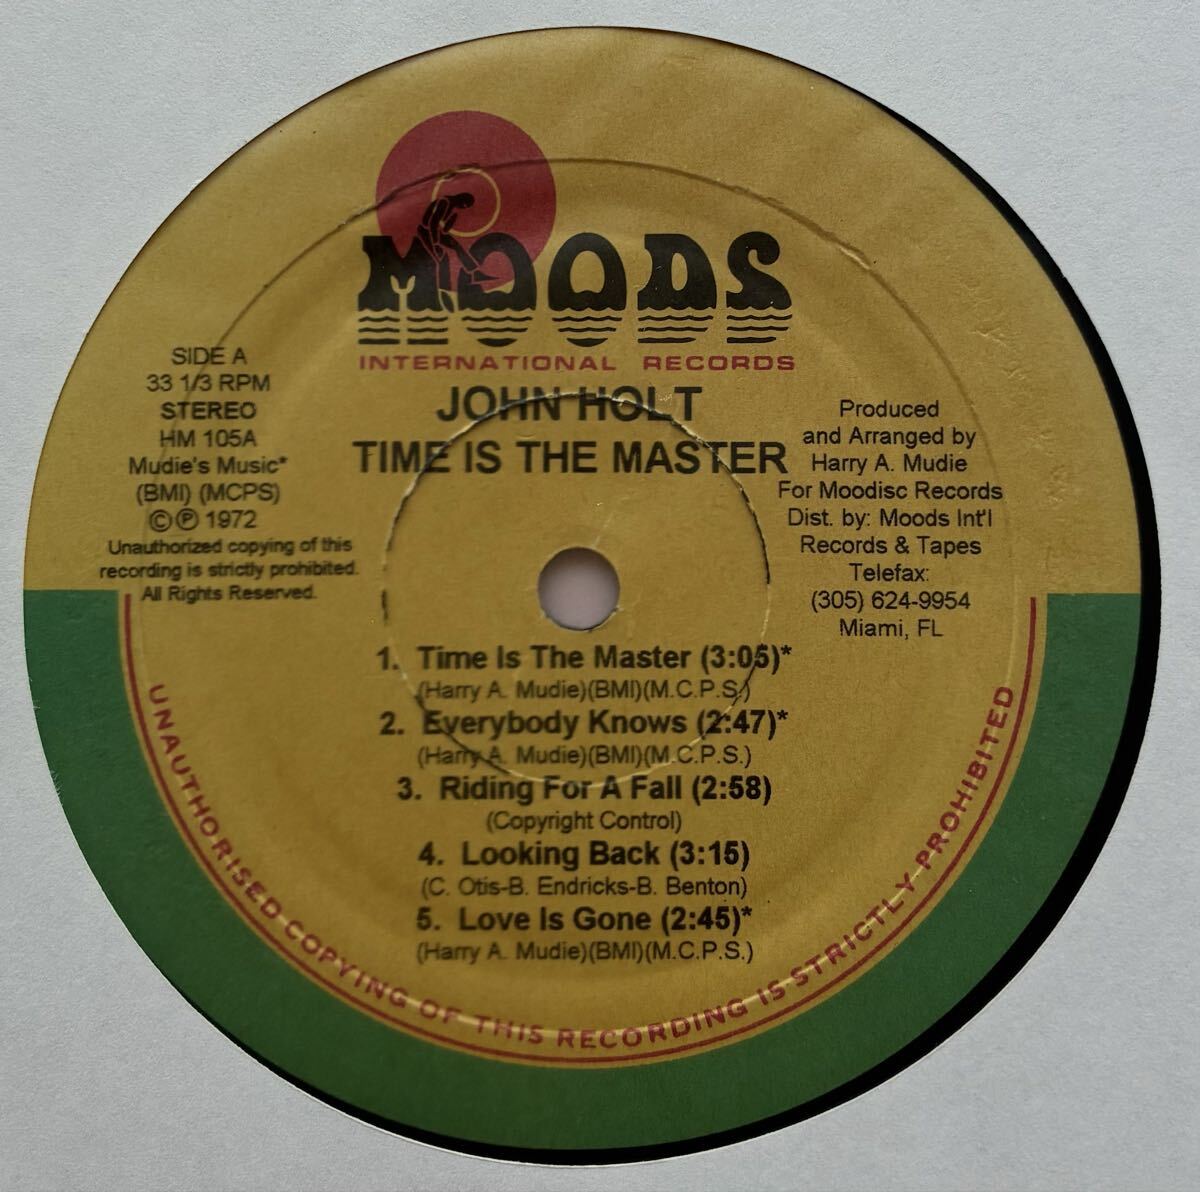 MOODS
INTERNATIONAL RECORDS
JOHN HOLT
TIME IS THE MASTER
SIDE A
33 1/3 RPM
STEREO
HM 105A
Mudie's Music*
(BMI) (MCPS)
©℗ 1972
Unauthorized copying of this
recording is strictly prohibited.
All Rights Reserved.
Produced
and Arranged by
Harry A. Mudie
For Moodisc Records
Dist. by: Moods Int'l
Records & Tapes
Telefax:
(305) 624-9954
Miami, FL
1. Time Is The Master (3:05)*
(Harry A. Mudie)(BMI)(M.C.P.S.)
2. Everybody Knows (2:47)*
(Harry A. Mudie)(BMI)(M.C.P.S.)
3. Riding For A Fall (2:58)
(Copyright Control)
4. Looking Back (3:15)
(C. Otis-B. Endricks-B. Benton)
5. Love Is Gone (2:45)*
(Harry A. Mudie)(BMI)(M.C.P.S.)
UNAUTHORISED COPYING OF THIS RECORDING IS STRICTLY PROHIBITED